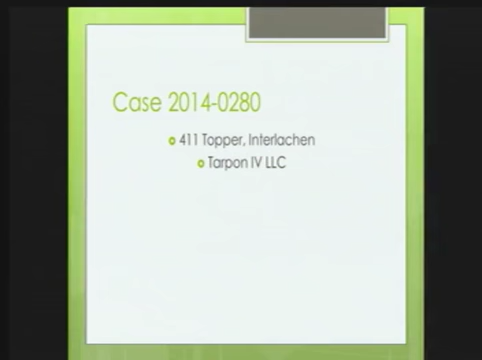 Case 2014-0280
411 Topper, Interlachen
Tarpon IV LLC